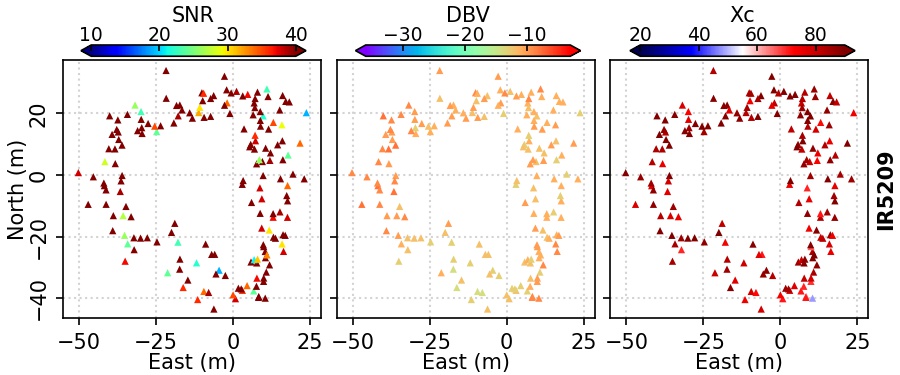 SNR DBV Xc
10 20 30 40 −30 −20 −10 20 40 60 80
North (m)
20
0
−20
−40
−50 −25 0 25 −50 −25 0 25 −50 −25 0 25
East (m) East (m) East (m)
IR5209